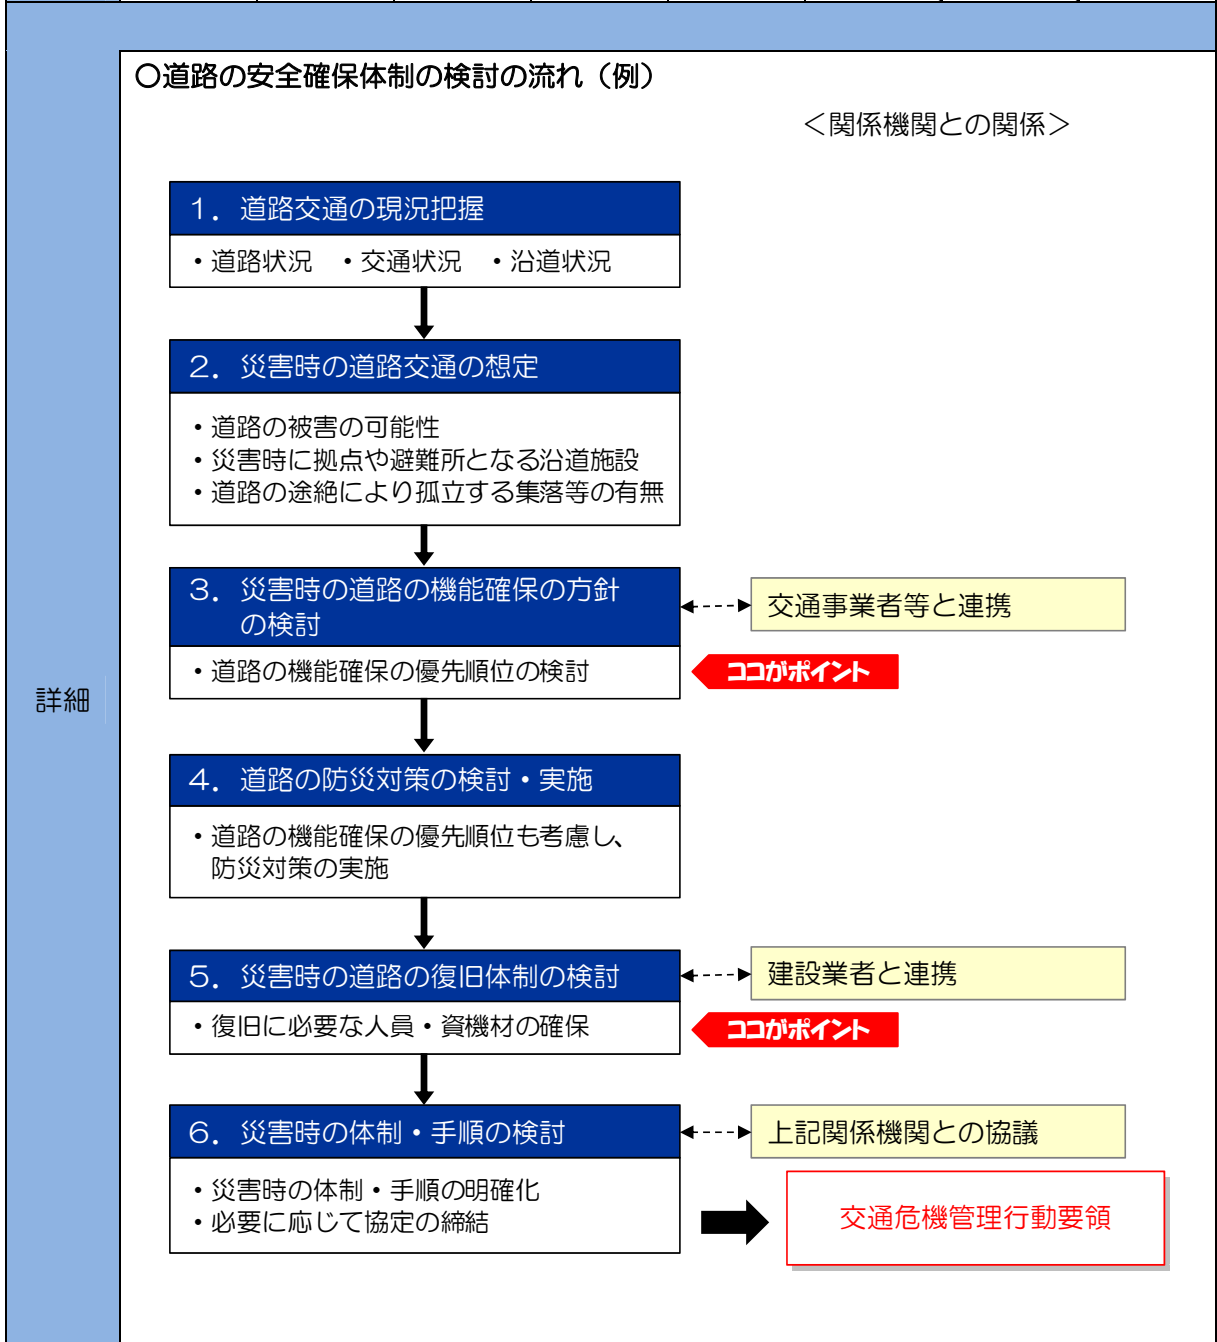 〇道路の安全確保体制の検討の流れ（例）
＜関係機関との関係＞
１．道路交通の現況把握
・道路状況　・交通状況　・沿道状況
２．災害時の道路交通の想定
・道路の被害の可能性
・災害時に拠点や避難所となる沿道施設
・道路の途絶により孤立する集落等の有無
３．災害時の道路の機能確保の方針
の検討
交通事業者等と連携
・道路の機能確保の優先順位の検討
ココがポイント
詳細
４．道路の防災対策の検討・実施
・道路の機能確保の優先順位も考慮し、
防災対策の実施
５．災害時の道路の復旧体制の検討
建設業者と連携
・復旧に必要な人員・資機材の確保
ココがポイント
６．災害時の体制・手順の検討
上記関係機関との協議
・災害時の体制・手順の明確化
・必要に応じて協定の締結
交通危機管理行動要領